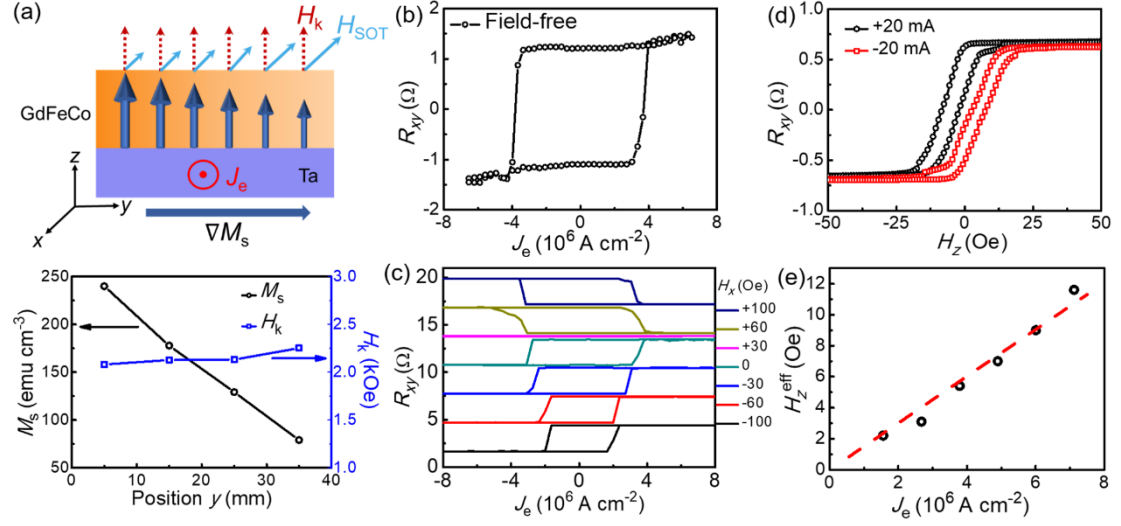 (a)
H_k
H_SOT
GdFeCo
J_e
Ta
z
y
x
∇M_s
250
200
150
100
50
M_s (emu cm⁻³)
M_s
H_k
3.0
2.5
2.0
1.5
1.0
H_k (kOe)
0 10 20 30 40
Position y (mm)
(b)
Field-free
2
1
0
-1
-2
R_xy (Ω)
-8 -4 0 4 8
J_e (10⁶ A cm⁻²)
(c)
20
15
10
5
0
R_xy (Ω)
H_x (Oe)
+100
+60
+30
0
-30
-60
-100
-8 -4 0 4 8
J_e (10⁶ A cm⁻²)
(d)
+20 mA
-20 mA
1.0
0.5
0.0
-0.5
-1.0
R_xy (Ω)
-50 -25 0 25 50
H_z (Oe)
(e)
12
10
8
6
4
2
0
H_z^eff (Oe)
0 2 4 6 8
J_e (10⁶ A cm⁻²)